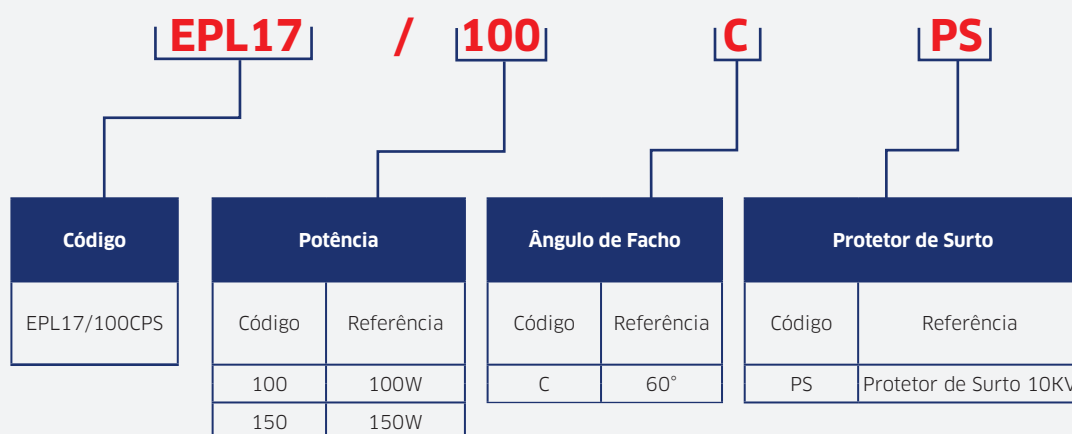 EPL17 / 100 C PS
Código
EPL17/100CPS
Potência
Código Referência
100 100W
150 150W
Ângulo de Facho
Código Referência
C 60°
Protetor de Surto
Código Referência
PS Protetor de Surto 10KV